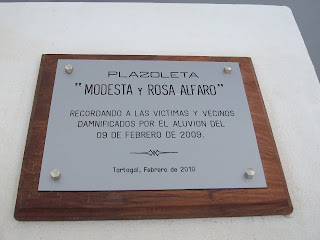 PLAZOLETA
"MODESTA Y ROSA ALFARO"
RECORDANDO A LAS VICTIMAS Y VECINOS
DAMNIFICADOS POR EL ALUVION DEL
09 DE FEBRERO DE 2009.
Tartagal, Febrero de 2010